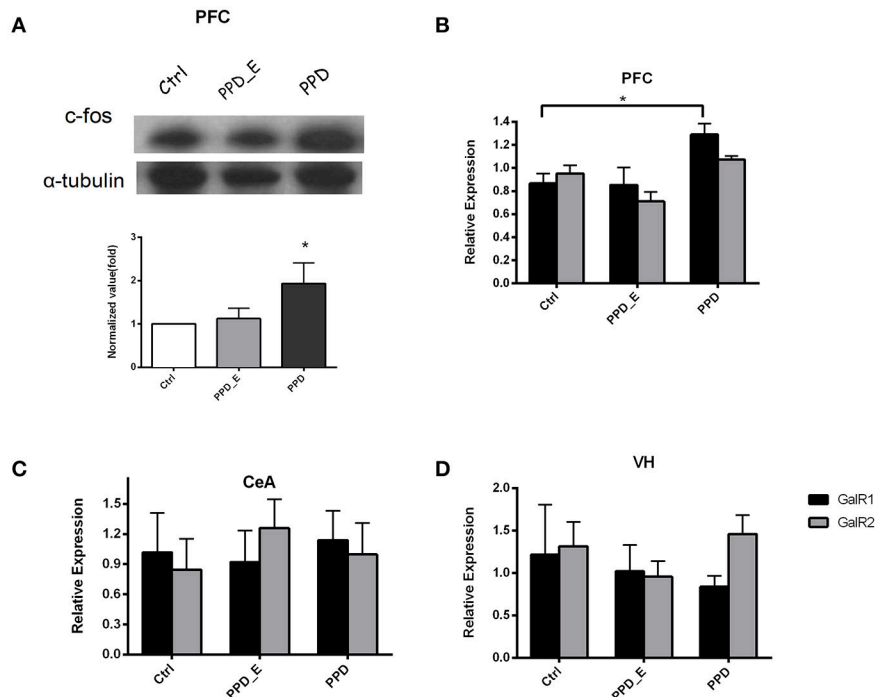 A
PFC
Ctrl PPD_E PPD
c-fos
α-tubulin
Normalized value(fold)
3
2
1
0
*
Ctrl PPD_E PPD
B
PFC
*
Relative Expression
1.4
1.2
1.0
0.8
0.6
0.4
0.2
0.0
Ctrl PPD_E PPD
C
CeA
Relative Expression
1.5
1.2
0.9
0.6
0.3
0.0
Ctrl PPD_E PPD
D
VH
Relative Expression
2.0
1.5
1.0
0.5
0.0
Ctrl PPD_E PPD
GalR1
GalR2